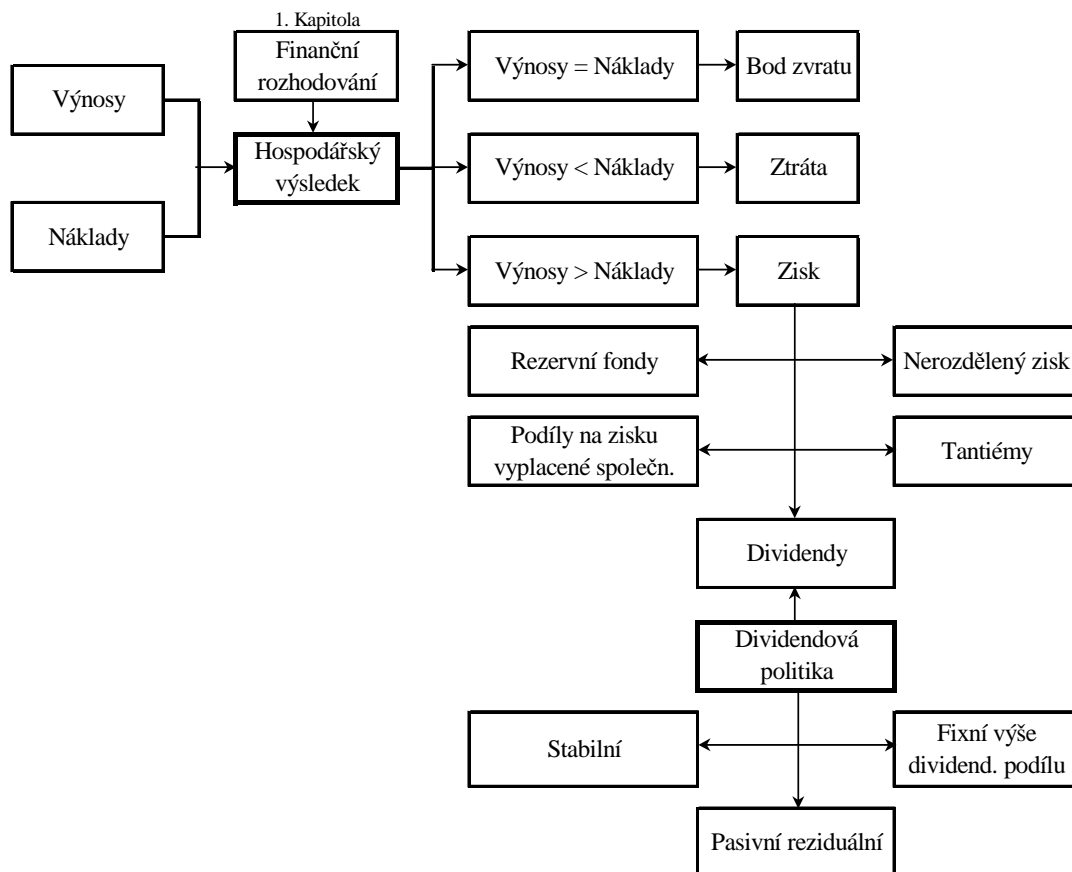 1. Kapitola
Finanční
rozhodování
Výnosy = Náklady
Bod zvratu
Výnosy
Hospodářský
výsledek
Výnosy < Náklady
Ztráta
Náklady
Výnosy > Náklady
Zisk
Rezervní fondy
Nerozdělený zisk
Podíly na zisku
vyplacené společn.
Tantiémy
Dividendy
Dividendová
politika
Stabilní
Fixní výše
dividend. podílu
Pasivní reziduální